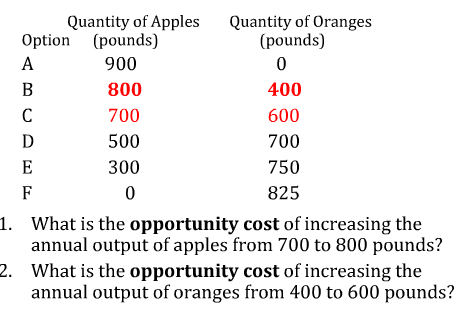 Quantity of Apples Quantity of Oranges
Option (pounds) (pounds)
A 900 0
B 800 400
C 700 600
D 500 700
E 300 750
F 0 825
1. What is the opportunity cost of increasing the
annual output of apples from 700 to 800 pounds?
2. What is the opportunity cost of increasing the
annual output of oranges from 400 to 600 pounds?